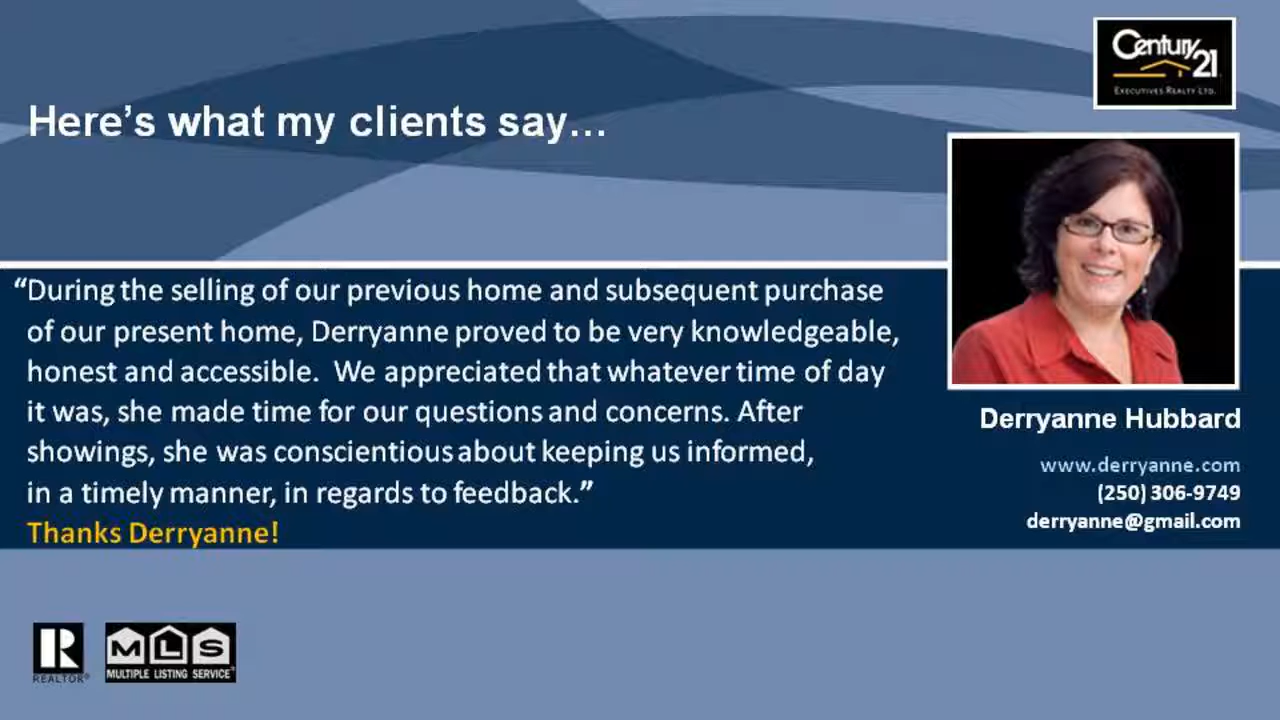 Century 21
EXECUTIVES REALTY LTD.
Here's what my clients say...
“During the selling of our previous home and subsequent purchase
of our present home, Derryanne proved to be very knowledgeable,
honest and accessible.  We appreciated that whatever time of day
it was, she made time for our questions and concerns. After
showings, she was conscientious about keeping us informed,
in a timely manner, in regards to feedback.”
Thanks Derryanne!
Derryanne Hubbard
www.derryanne.com
(250) 306-9749
derryanne@gmail.com
R
REALTOR®
MLS
MULTIPLE LISTING SERVICE®